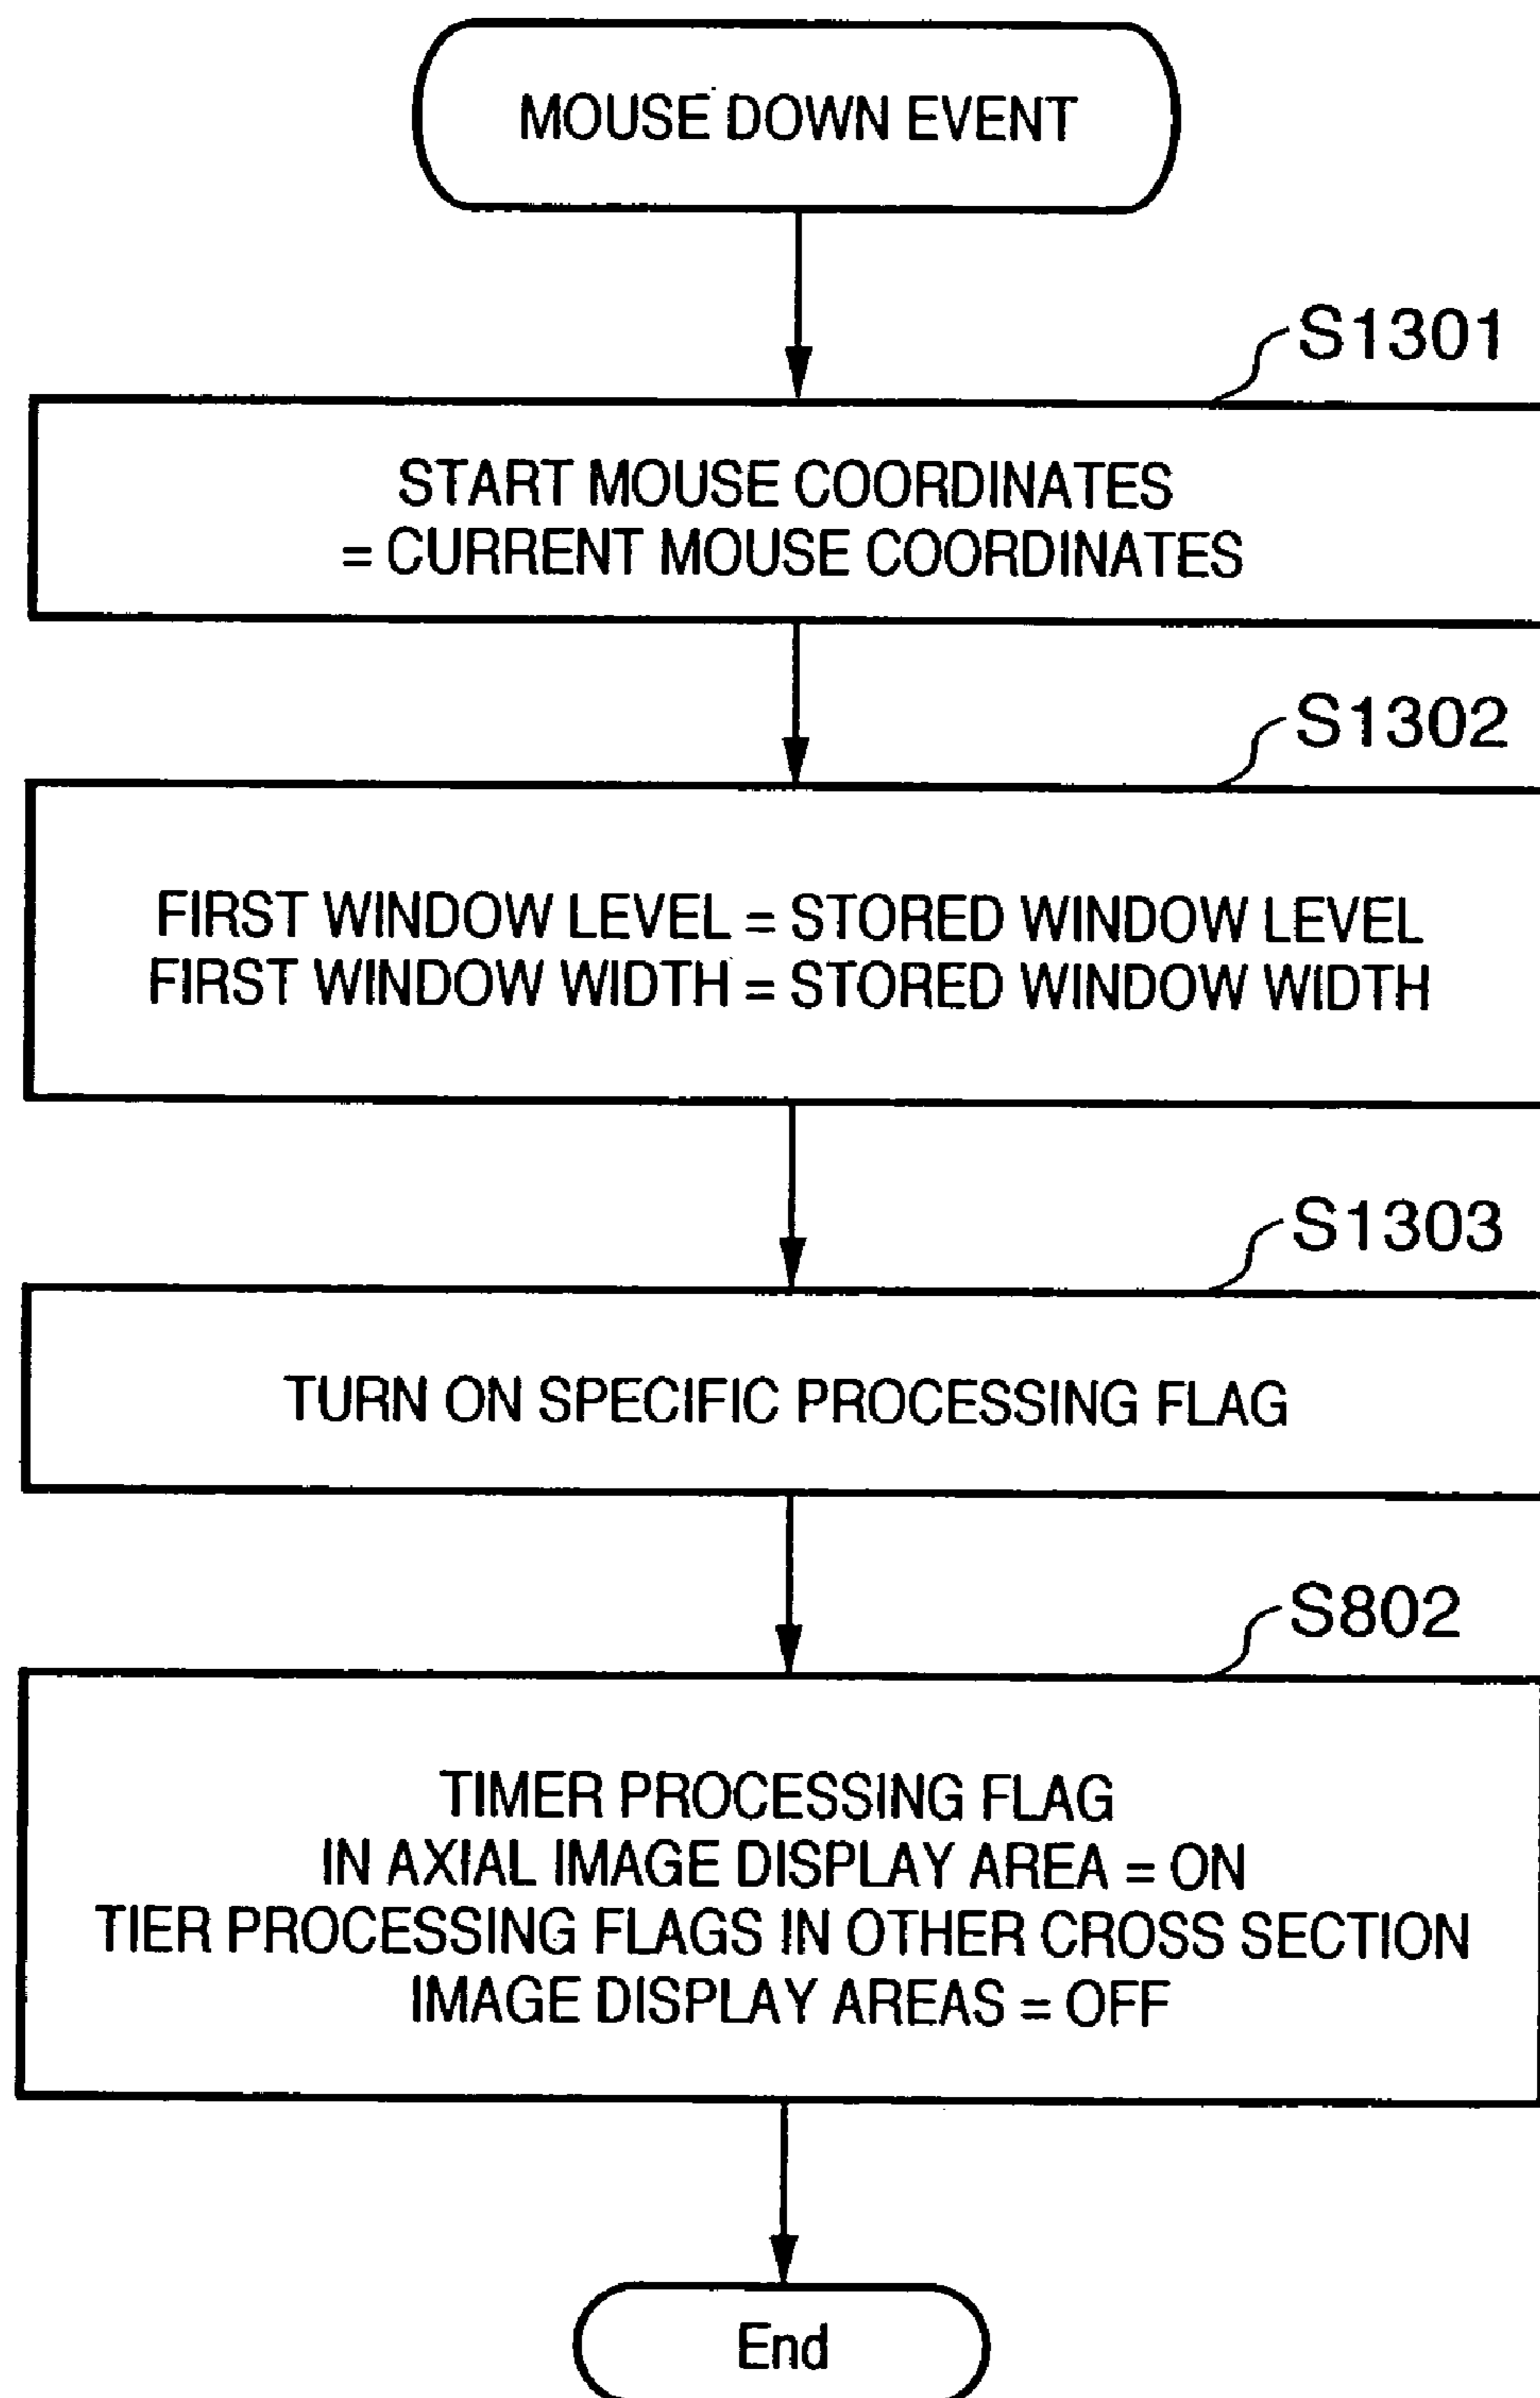 MOUSE DOWN EVENT
S1301
START MOUSE COORDINATES
= CURRENT MOUSE COORDINATES
S1302
FIRST WINDOW LEVEL = STORED WINDOW LEVEL
FIRST WINDOW WIDTH = STORED WINDOW WIDTH
S1303
TURN ON SPECIFIC PROCESSING FLAG
S802
TIMER PROCESSING FLAG
IN AXIAL IMAGE DISPLAY AREA = ON
TIER PROCESSING FLAGS IN OTHER CROSS SECTION
IMAGE DISPLAY AREAS = OFF
End